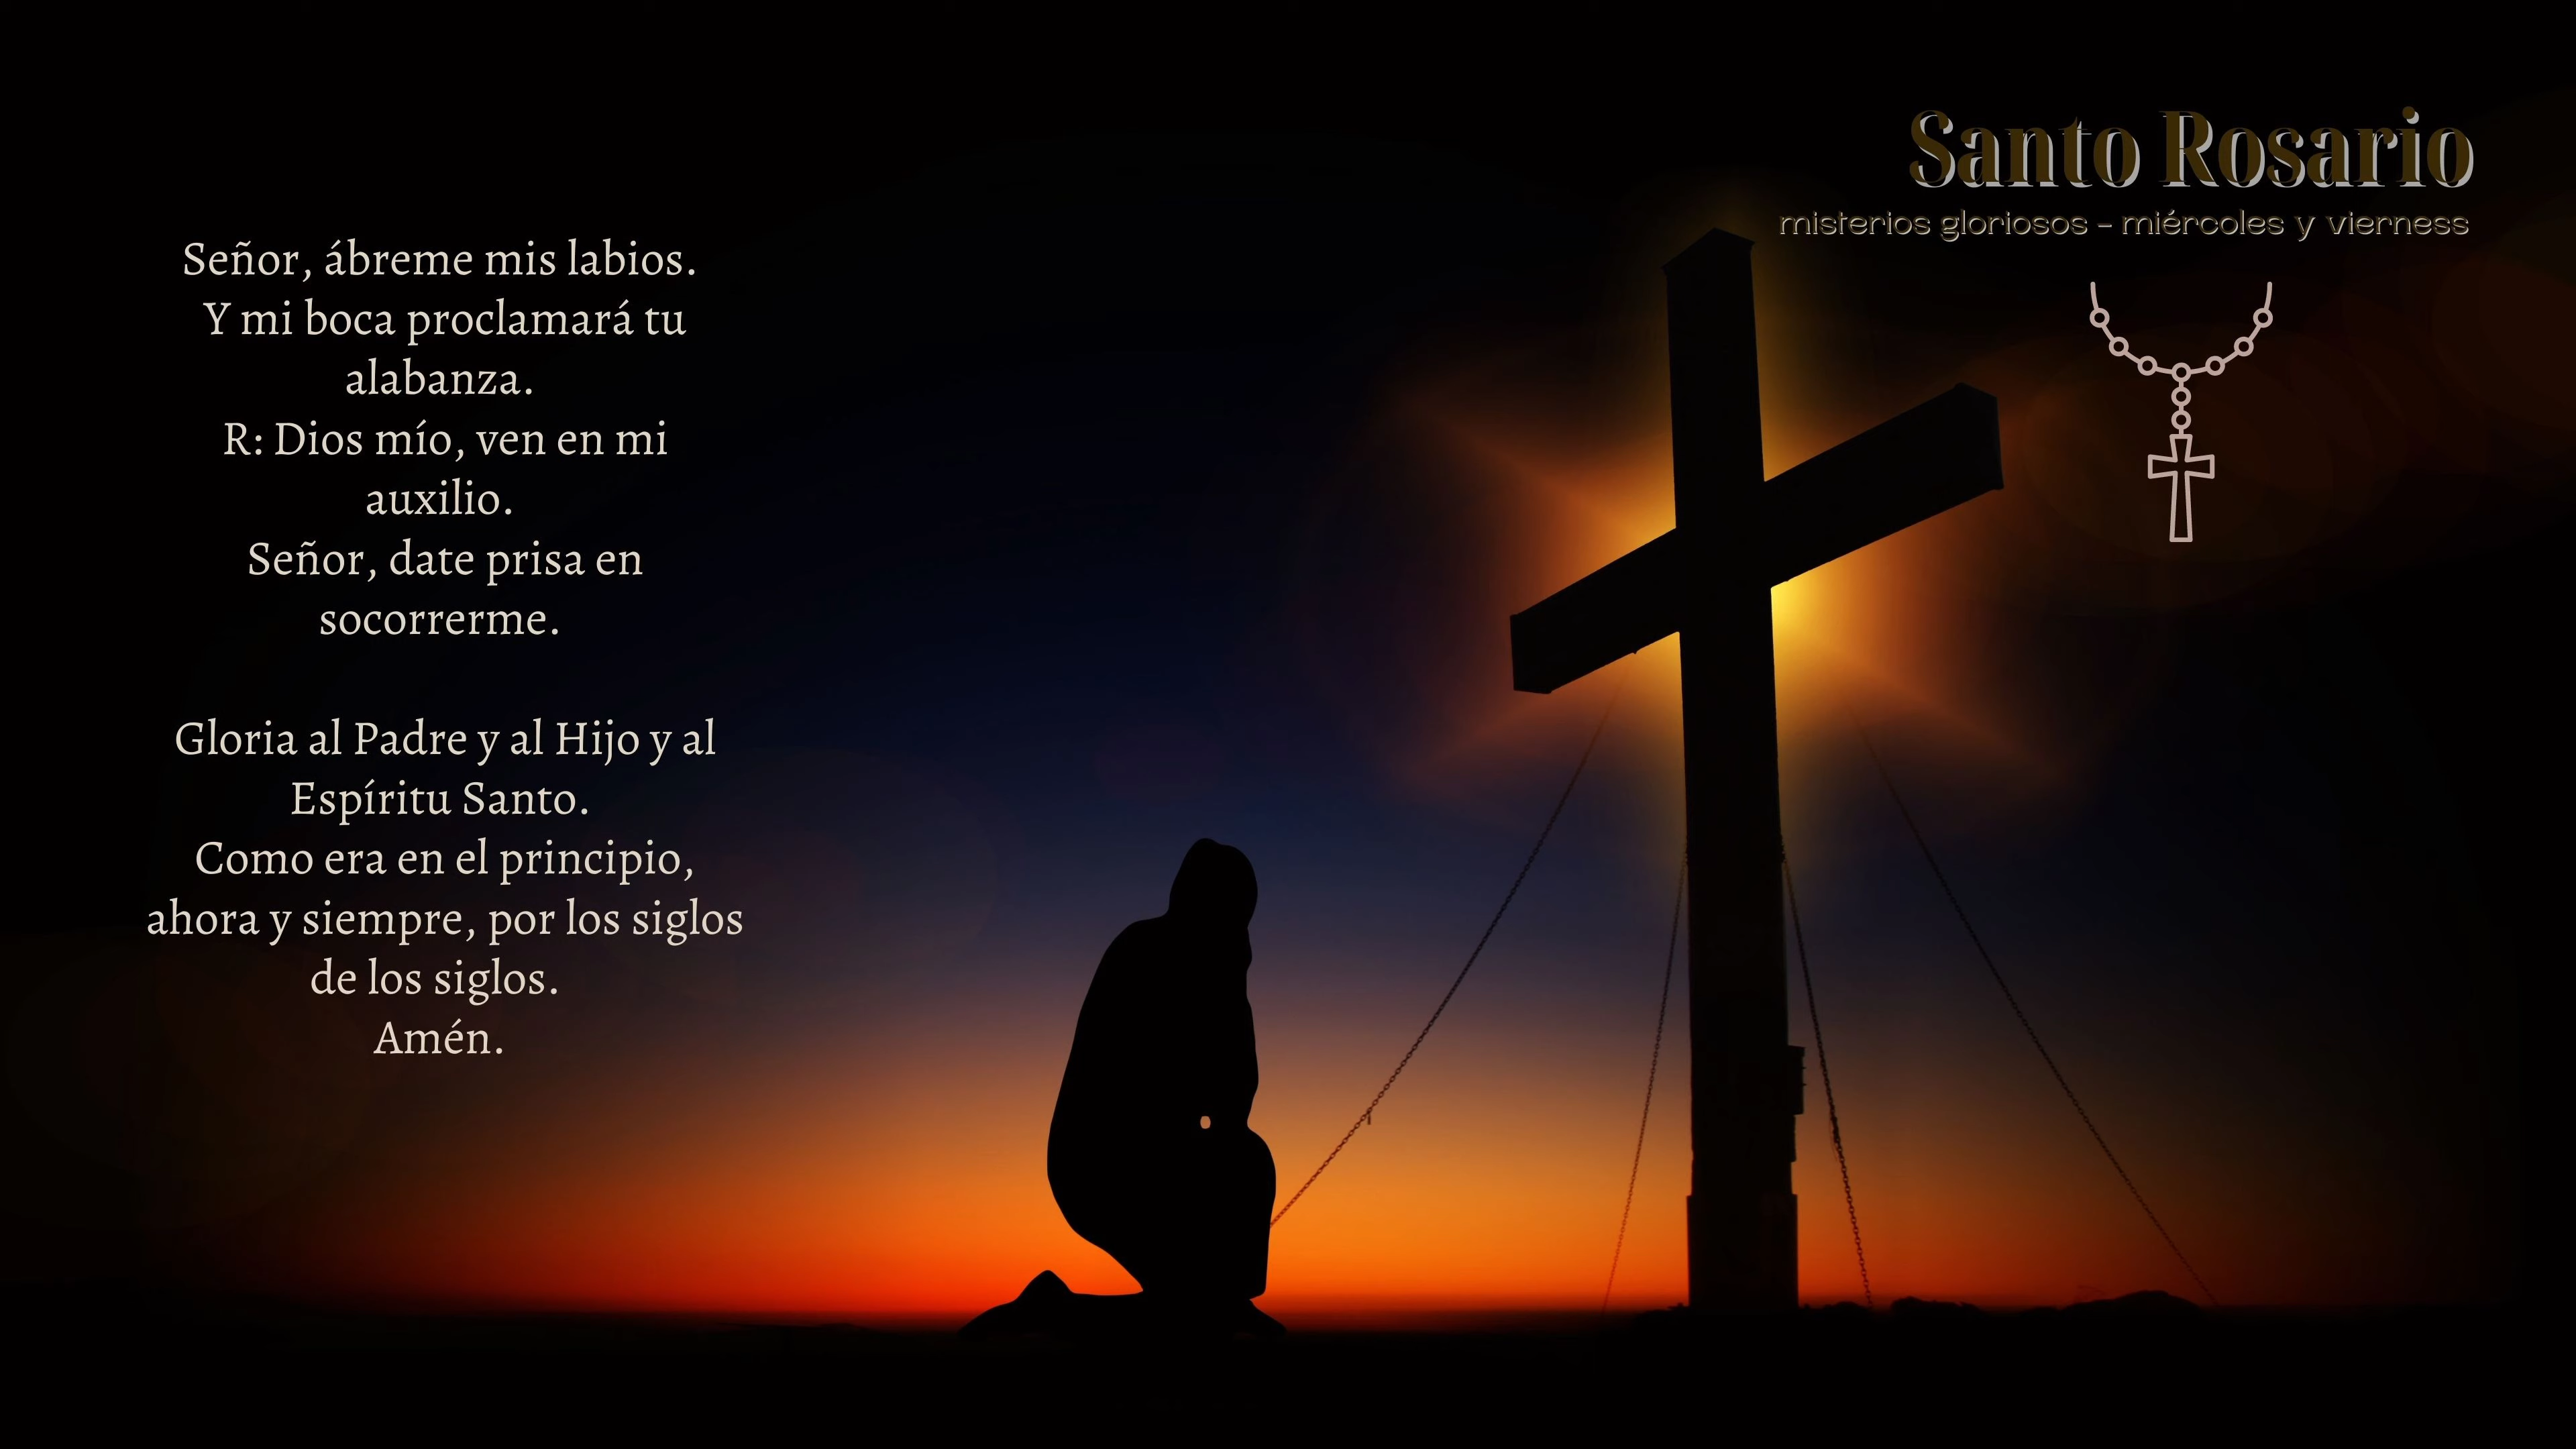 Santo Rosario
misterios gloriosos - miércoles y vierness
Señor, ábreme mis labios.
Y mi boca proclamará tu
alabanza.
R: Dios mío, ven en mi
auxilio.
Señor, date prisa en
socorrerme.
Gloria al Padre y al Hijo y al
Espíritu Santo.
Como era en el principio,
ahora y siempre, por los siglos
de los siglos.
Amén.